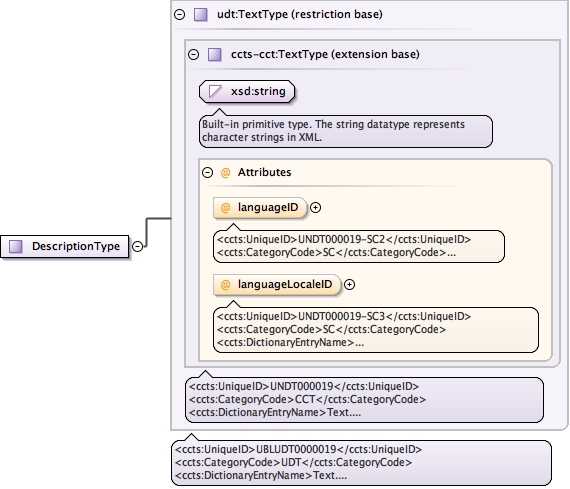 udt:TextType (restriction base)
ccts-cct:TextType (extension base)
xsd:string
Built-in primitive type. The string datatype represents
character strings in XML.
@ Attributes
@ languageID
<ccts:UniqueID>UNDT000019-SC2</ccts:UniqueID>
<ccts:CategoryCode>SC</ccts:CategoryCode>...
@ languageLocaleID
<ccts:UniqueID>UNDT000019-SC3</ccts:UniqueID>
<ccts:CategoryCode>SC</ccts:CategoryCode>
<ccts:DictionaryEntryName>...
DescriptionType
<ccts:UniqueID>UNDT000019</ccts:UniqueID>
<ccts:CategoryCode>CCT</ccts:CategoryCode>
<ccts:DictionaryEntryName>Text....
<ccts:UniqueID>UBLUDT0000019</ccts:UniqueID>
<ccts:CategoryCode>UDT</ccts:CategoryCode>
<ccts:DictionaryEntryName>Text....